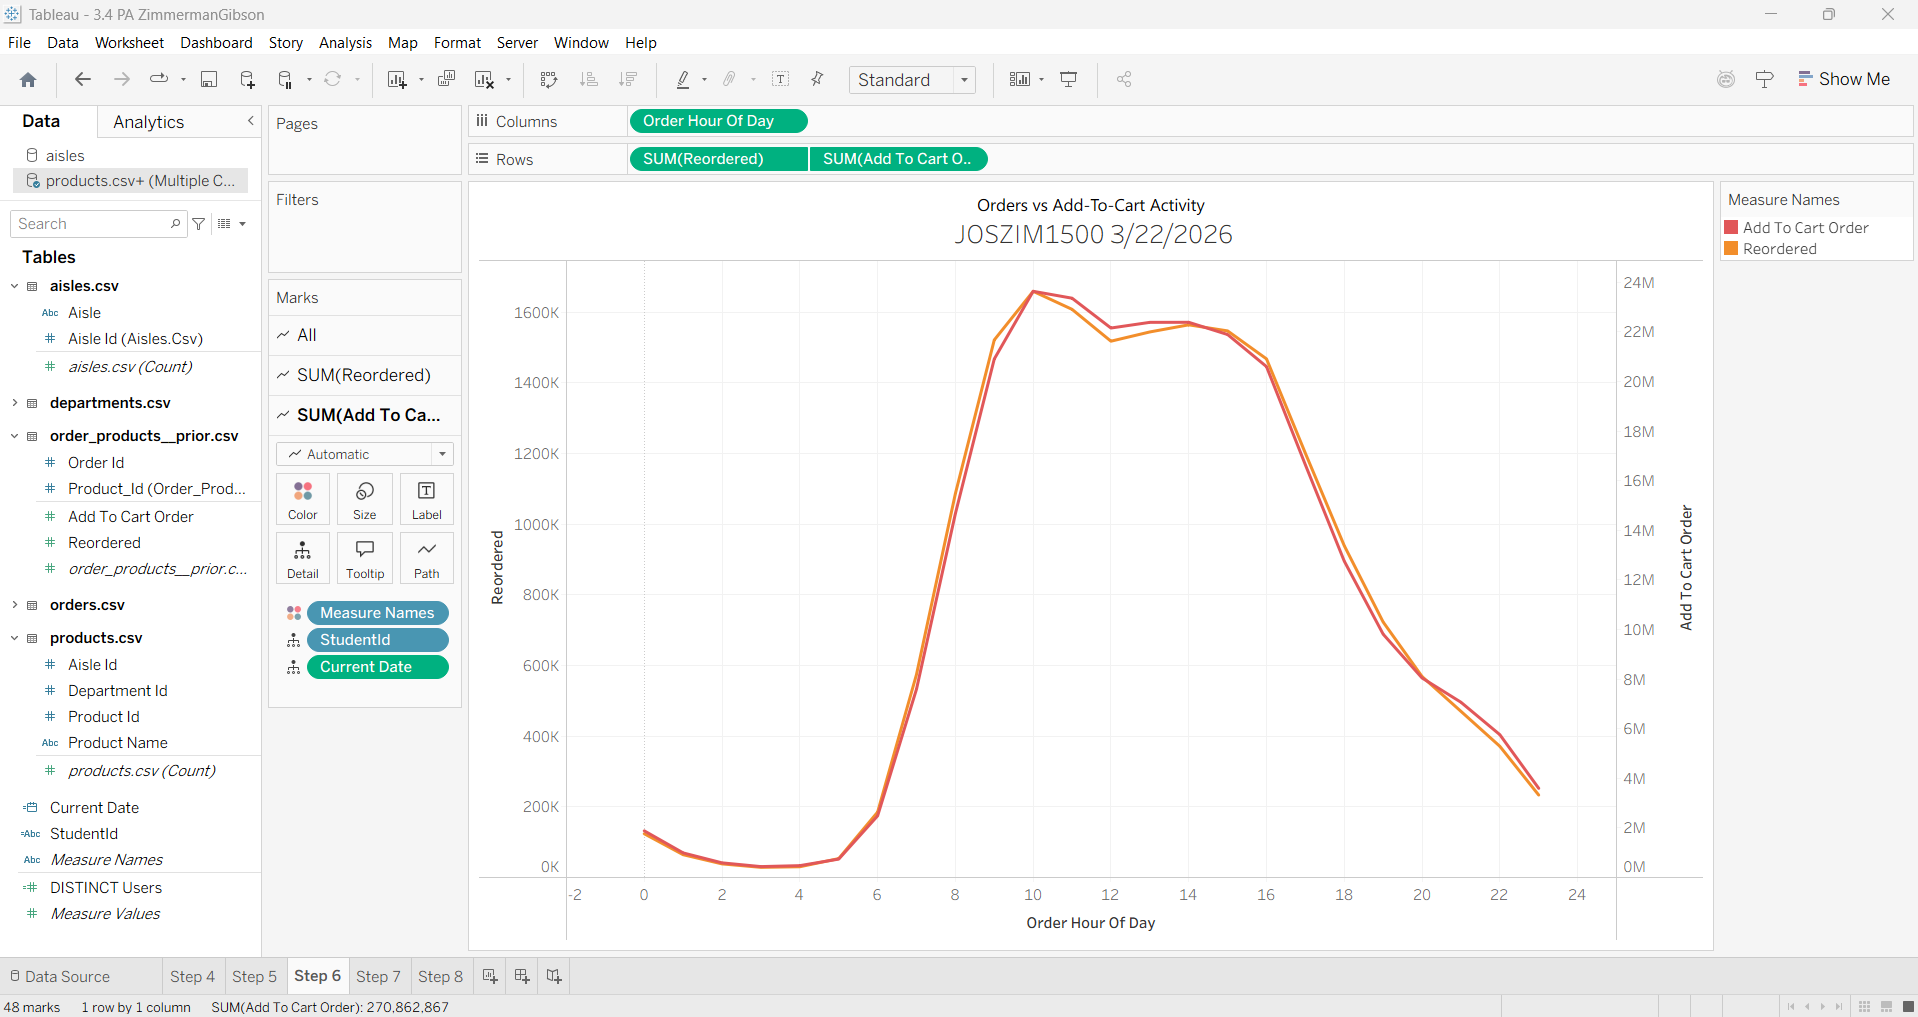 Tableau - 3.4 PA ZimmermanGibson
File Data Worksheet Dashboard Story Analysis Map Format Server Window Help
Standard
Show Me
Data
Analytics
aisles
products.csv+ (Multiple C...
Search
Tables
aisles.csv
Abc Aisle
# Aisle Id (Aisles.Csv)
# aisles.csv (Count)
departments.csv
order_products__prior.csv
# Order Id
# Product_Id (Order_Prod...
# Add To Cart Order
# Reordered
# order_products__prior.c...
orders.csv
products.csv
# Aisle Id
# Department Id
# Product Id
Abc Product Name
# products.csv (Count)
Current Date
=Abc StudentId
Abc Measure Names
=# DISTINCT Users
# Measure Values
Pages
Filters
Marks
All
SUM(Reordered)
SUM(Add To Ca...
Automatic
Color Size Label
Detail Tooltip Path
Measure Names
StudentId
Current Date
Columns
Order Hour Of Day
Rows
SUM(Reordered) SUM(Add To Cart O..
Orders vs Add-To-Cart Activity
JOSZIM1500 3/22/2026
Reordered
1600K
1400K
1200K
1000K
800K
600K
400K
200K
0K
24M
22M
20M
18M
16M
14M
12M
10M
8M
6M
4M
2M
0M
Add To Cart Order
-2 0 2 4 6 8 10 12 14 16 18 20 22 24
Order Hour Of Day
Measure Names
Add To Cart Order
Reordered
Data Source Step 4 Step 5 Step 6 Step 7 Step 8
48 marks 1 row by 1 column SUM(Add To Cart Order): 270,862,867